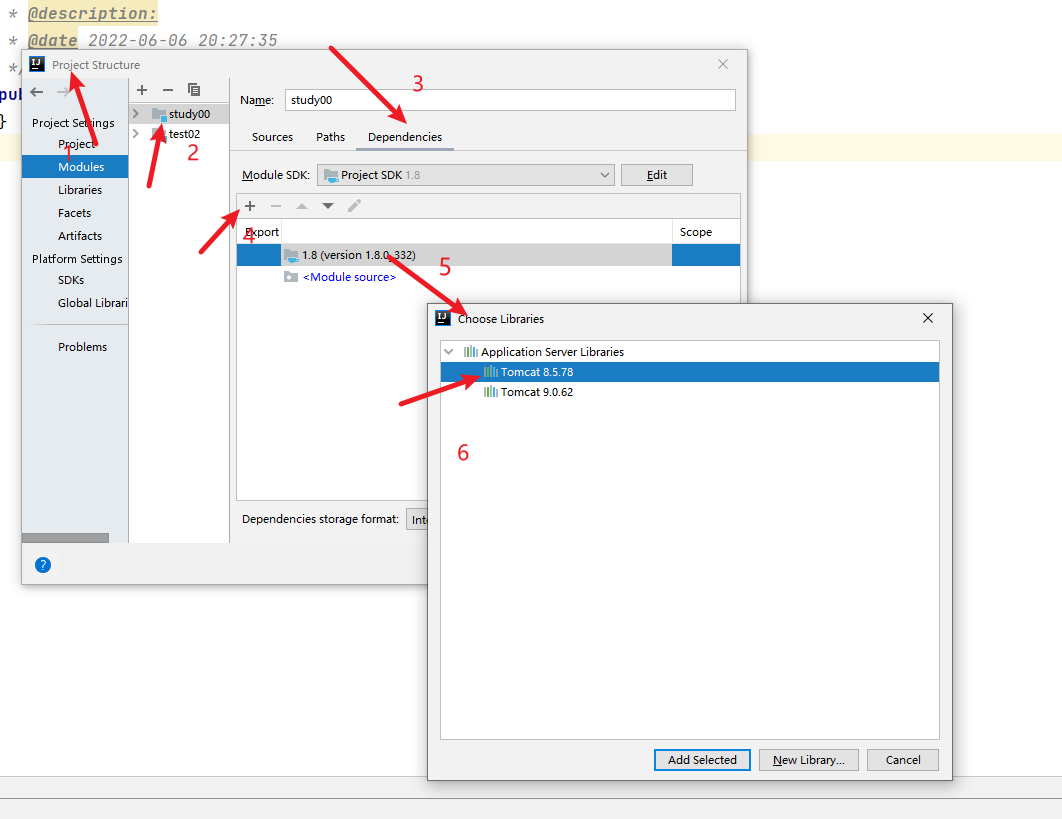 * @description:
* @date 2022-06-06 20:27:35
*/
pub
}
Project Structure
Project Settings
Project
Modules
Libraries
Facets
Artifacts
Platform Settings
SDKs
Global Librari
Problems
study00
test02
Name: study00
Sources Paths Dependencies
Module SDK: Project SDK 1.8 Edit
Export Scope
1.8 (version 1.8.0_332)
<Module source>
Dependencies storage format: Inte
?
1
2
3
4
5
6
Choose Libraries
Application Server Libraries
Tomcat 8.5.78
Tomcat 9.0.62
Add Selected New Library... Cancel